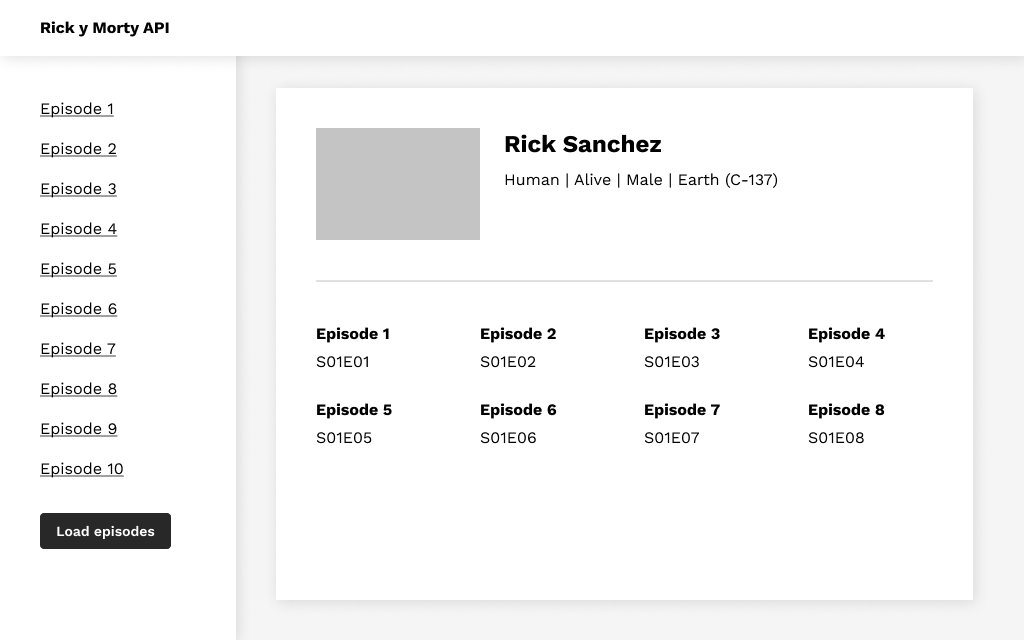 Rick y Morty API
Episode 1
Episode 2
Episode 3
Episode 4
Episode 5
Episode 6
Episode 7
Episode 8
Episode 9
Episode 10
Load episodes
Rick Sanchez
Human | Alive | Male | Earth (C-137)
Episode 1 Episode 2 Episode 3 Episode 4
S01E01 S01E02 S01E03 S01E04
Episode 5 Episode 6 Episode 7 Episode 8
S01E05 S01E06 S01E07 S01E08